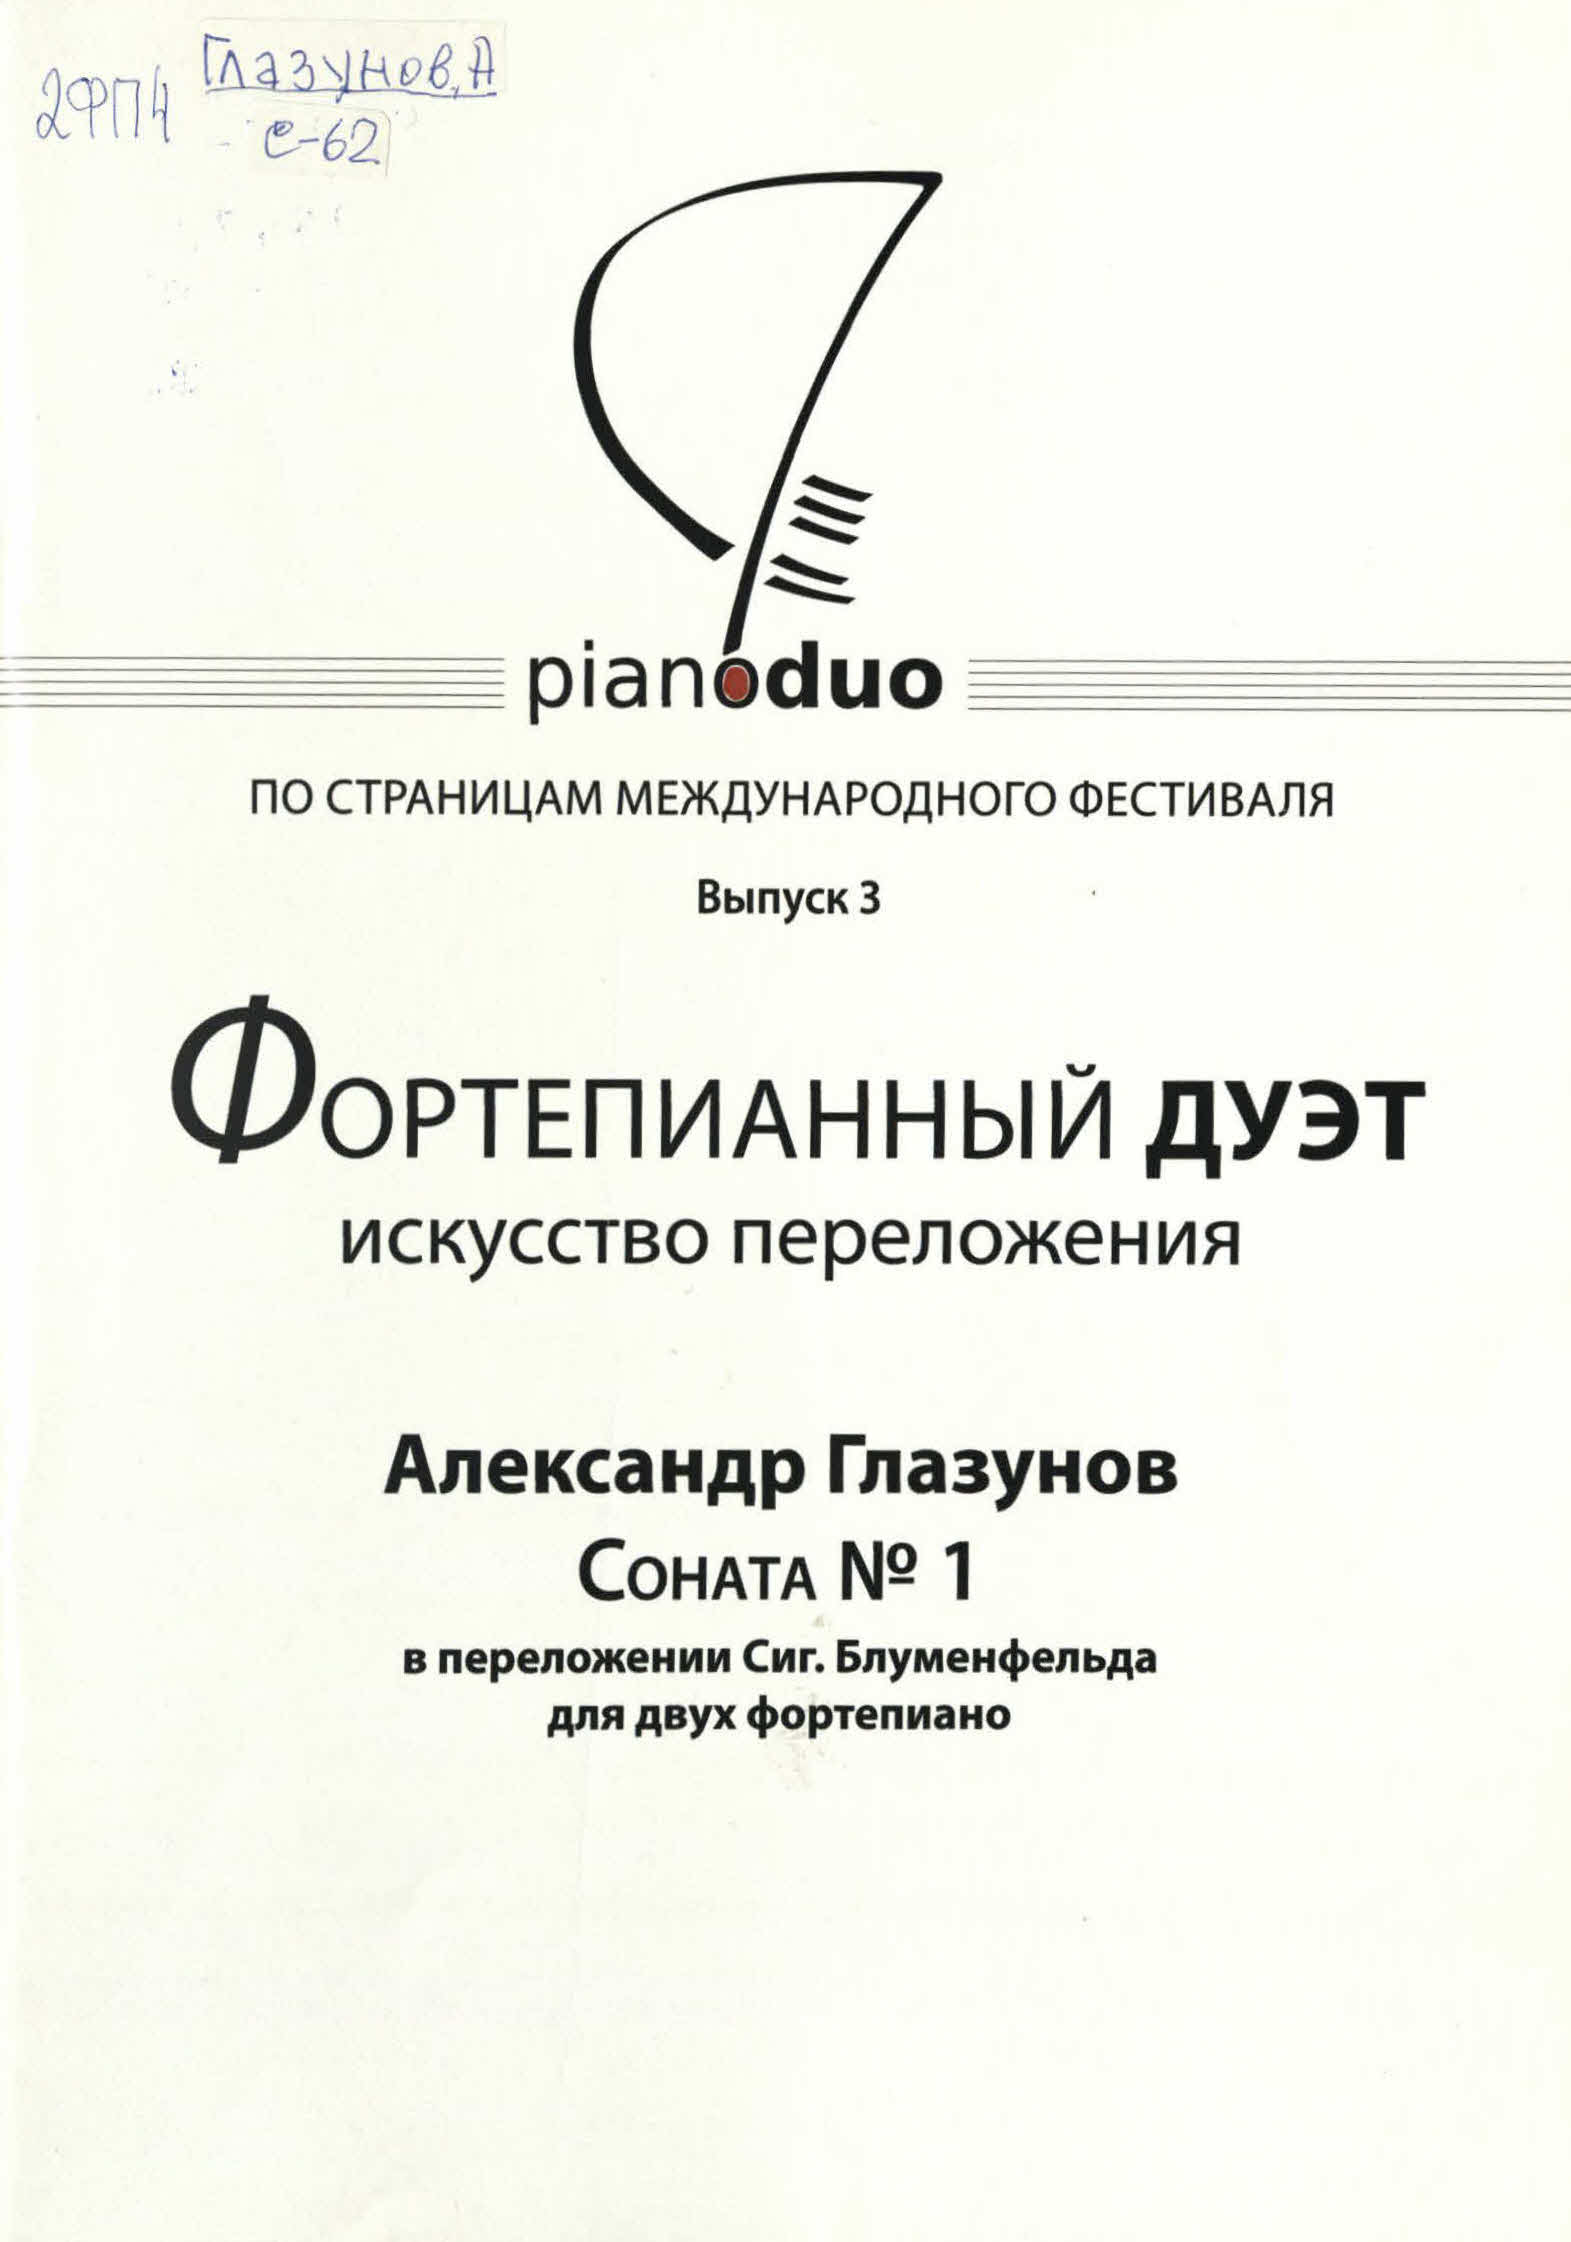 2ФП4
Глазунов, А
С-62
pianoduo
ПО СТРАНИЦАМ МЕЖДУНАРОДНОГО ФЕСТИВАЛЯ
Выпуск 3
ФОРТЕПИАННЫЙ ДУЭТ
искусство переложения
Александр Глазунов
СОНАТА № 1
в переложении Сиг. Блуменфельда
для двух фортепиано